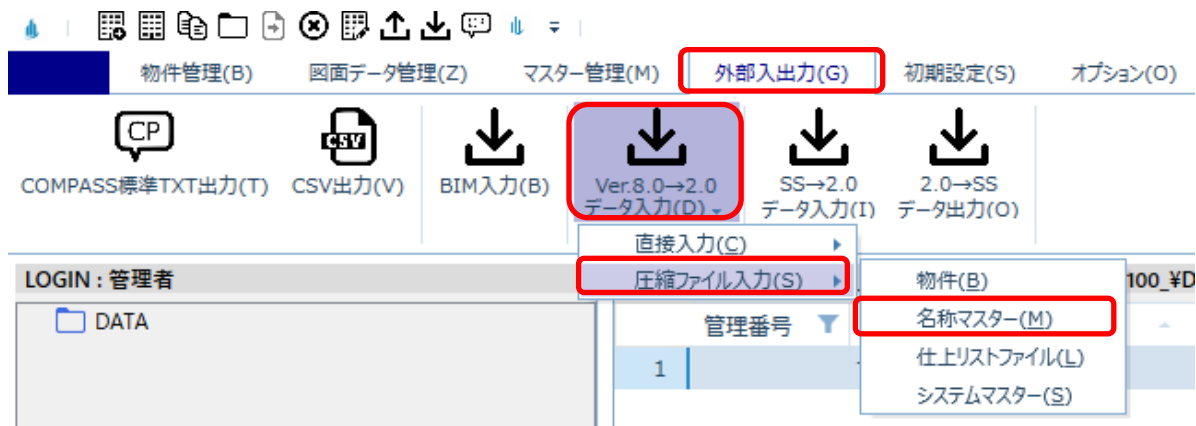 物件管理(B) 図面データ管理(Z) マスター管理(M) 外部入出力(G) 初期設定(S) オプション(O)
CP CSV
COMPASS標準TXT出力(T) CSV出力(V) BIM入力(B) Ver.8.0→2.0 SS→2.0 2.0→SS
データ入力(D) データ入力(I) データ出力(O)
直接入力(C)
LOGIN : 管理者 圧縮ファイル入力(S) 物件(B) 100_¥D
DATA 管理番号 名称マスター(M)
仕上リストファイル(L)
1
システムマスター(S)